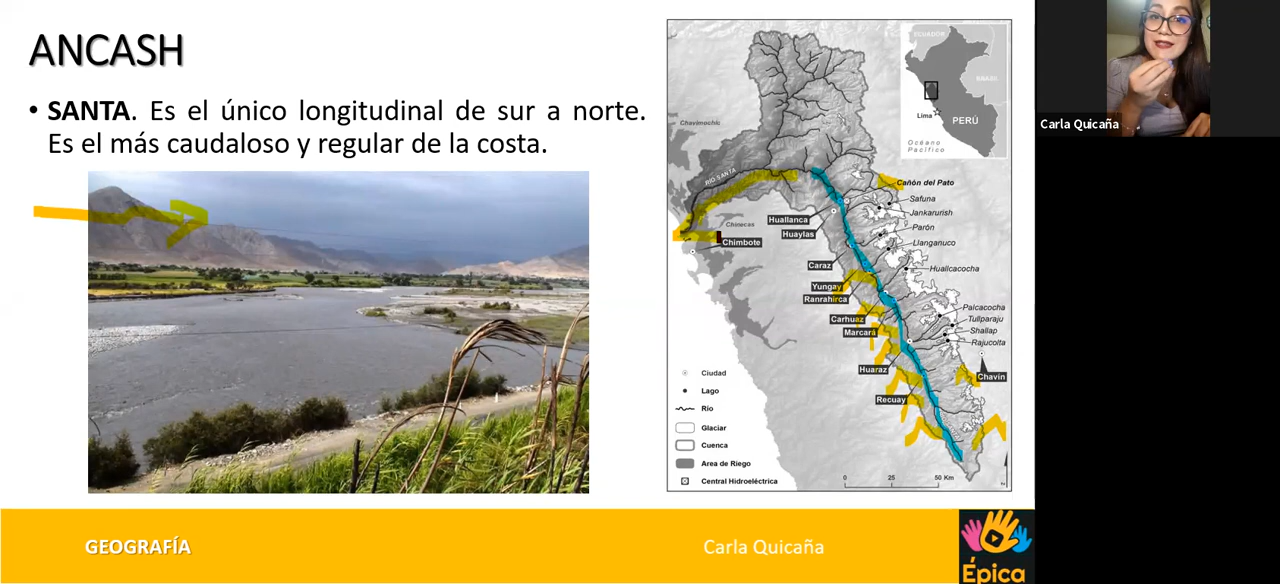 ANCASH
• SANTA. Es el único longitudinal de sur a norte.
Es el más caudaloso y regular de la costa.
ECUADOR
BRASIL
Lima
PERÚ
Océano
Pacífico
Chavimochic
RÍO SANTA
Cañón del Pato
Safuna
Jankarurish
Huallanca
Chinecas
Parón
Huaylas
Chimbote
Llanganuco
Caraz
Huallcacocha
Yungay
Ranrahirca
Palcacocha
Carhuaz
Tullparaju
Marcará
Shallap
Rajucolta
Huaraz
Chavín
Recuay
Ciudad
Lago
Río
Glaciar
Cuenca
Area de Riego
Central Hidroeléctrica
0 25 50 Km
Carla Quicaña
GEOGRAFÍA
Carla Quicaña
Épica